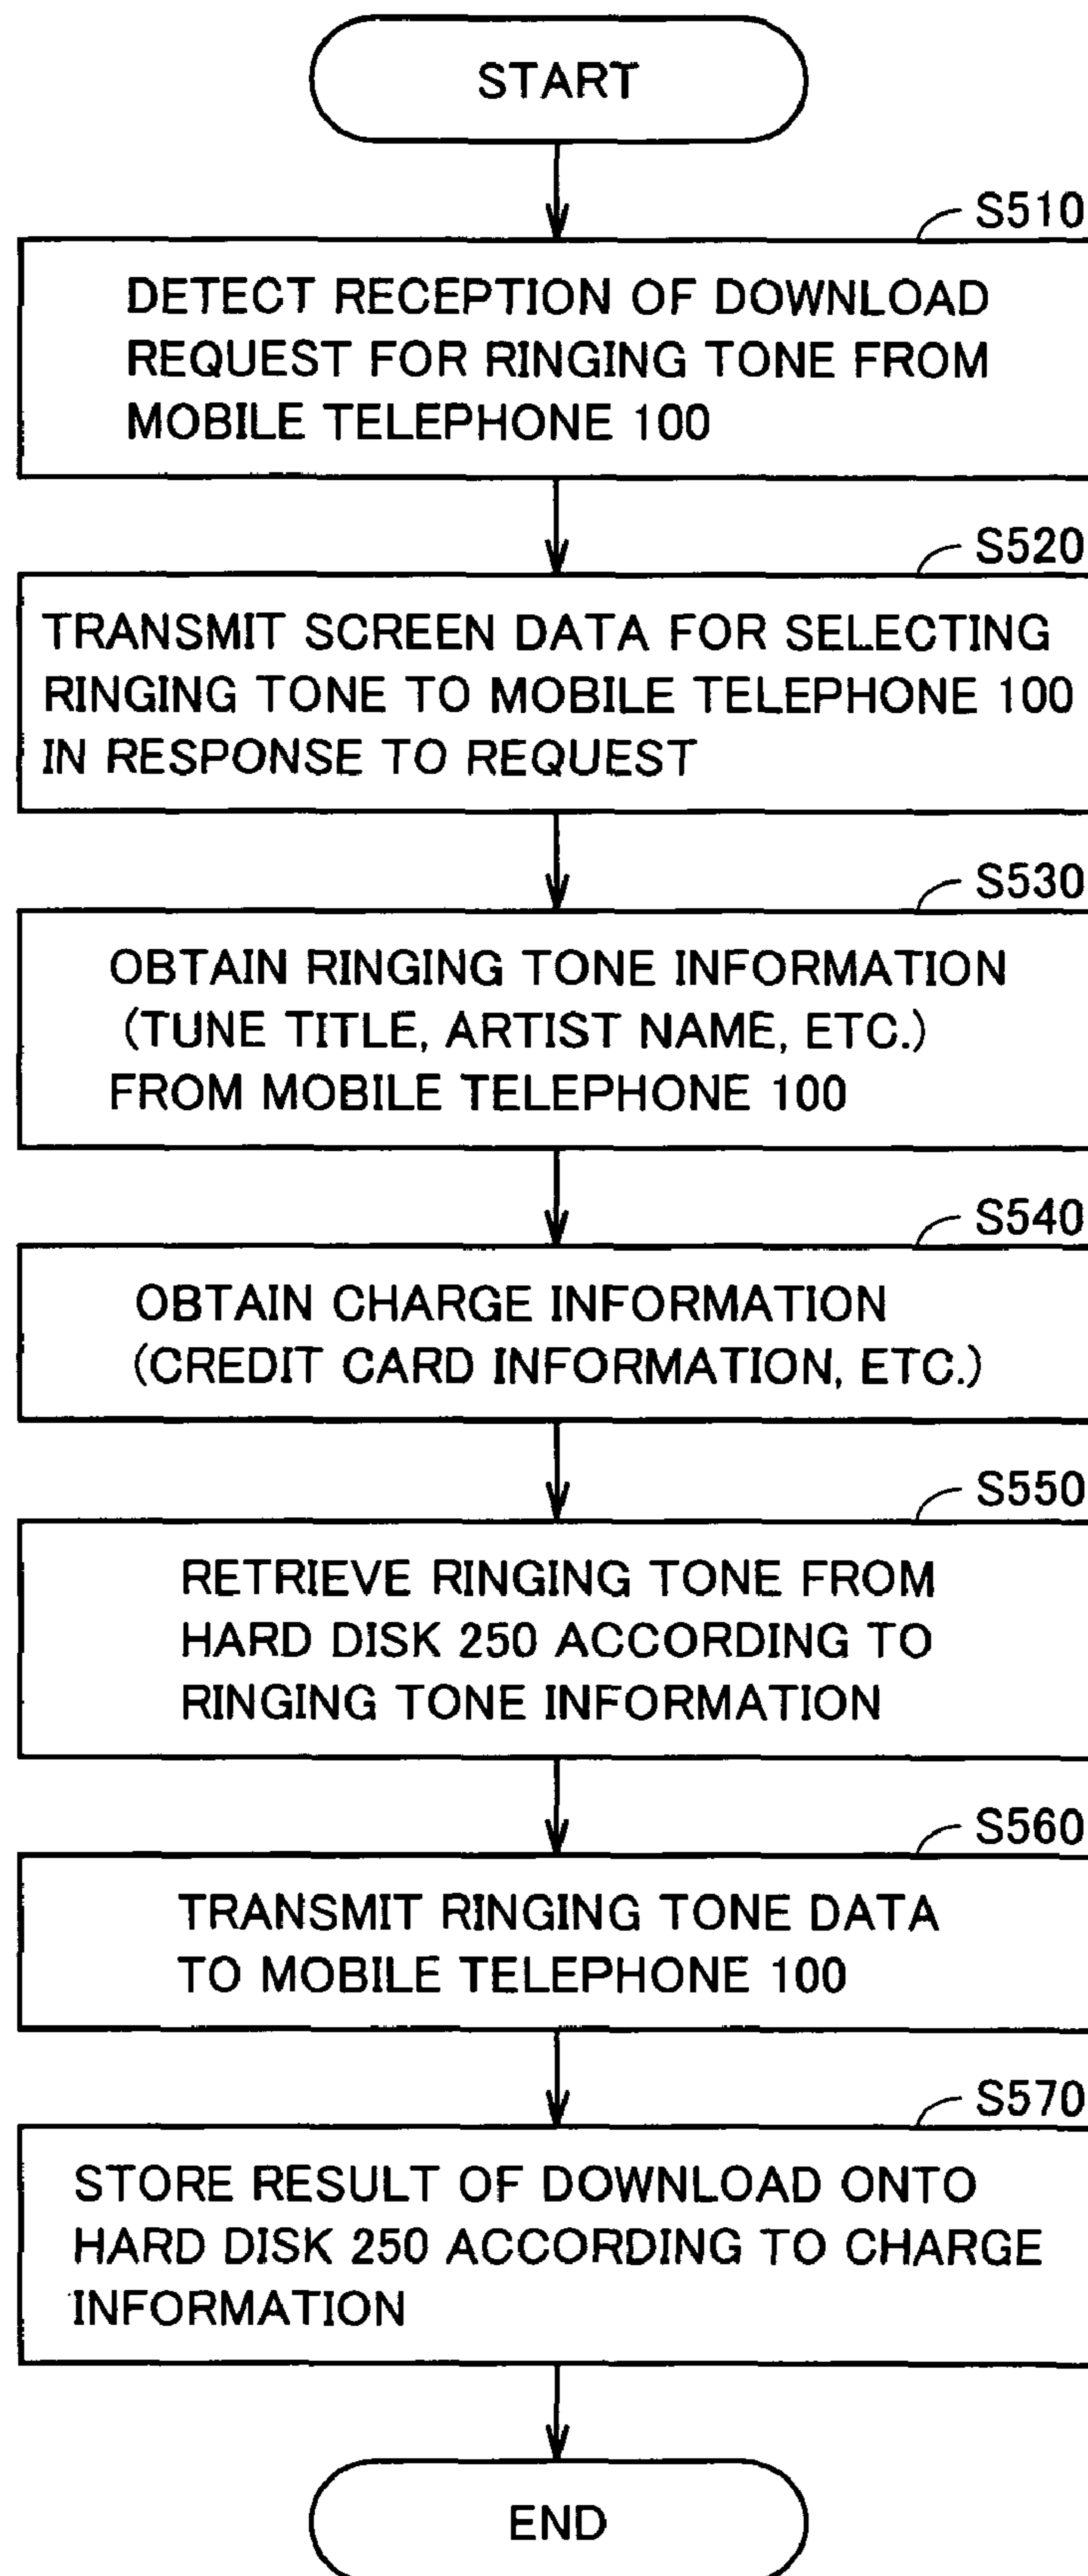 START
S510
DETECT RECEPTION OF DOWNLOAD
REQUEST FOR RINGING TONE FROM
MOBILE TELEPHONE 100
S520
TRANSMIT SCREEN DATA FOR SELECTING
RINGING TONE TO MOBILE TELEPHONE 100
IN RESPONSE TO REQUEST
S530
OBTAIN RINGING TONE INFORMATION
(TUNE TITLE, ARTIST NAME, ETC.)
FROM MOBILE TELEPHONE 100
S540
OBTAIN CHARGE INFORMATION
(CREDIT CARD INFORMATION, ETC.)
S550
RETRIEVE RINGING TONE FROM
HARD DISK 250 ACCORDING TO
RINGING TONE INFORMATION
S560
TRANSMIT RINGING TONE DATA
TO MOBILE TELEPHONE 100
S570
STORE RESULT OF DOWNLOAD ONTO
HARD DISK 250 ACCORDING TO CHARGE
INFORMATION
END